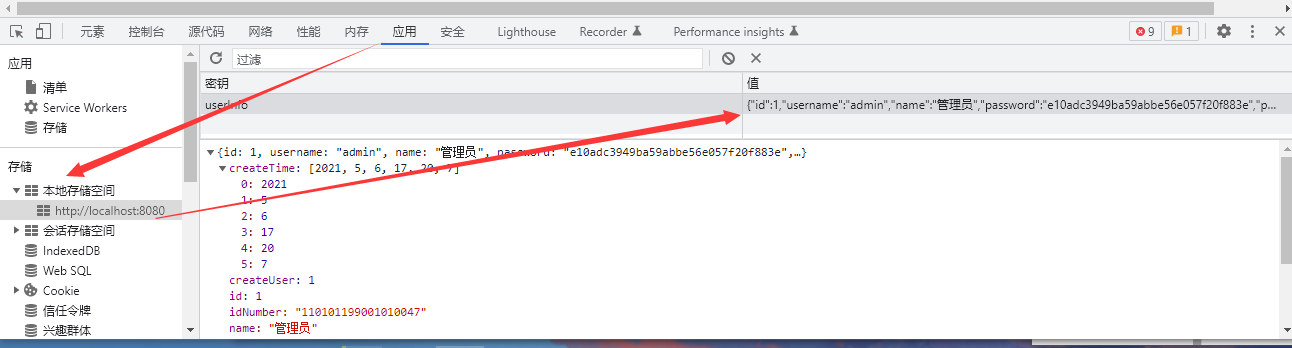 元素 控制台 源代码 网络 性能 内存 应用 安全 Lighthouse Recorder Performance insights 9 1
应用
清单
Service Workers
存储
存储
本地存储空间
http://localhost:8080
会话存储空间
IndexedDB
Web SQL
Cookie
信任令牌
兴趣群体
过滤
密钥 值
userInfo {"id":1,"username":"admin","name":"管理员","password":"e10adc3949ba59abbe56e057f20f883e","p...
{id: 1, username: "admin", name: "管理员", password: "e10adc3949ba59abbe56e057f20f883e",…}
createTime: [2021, 5, 6, 17, 20, 7]
0: 2021
1: 5
2: 6
3: 17
4: 20
5: 7
createUser: 1
id: 1
idNumber: "110101199001010047"
name: "管理员"